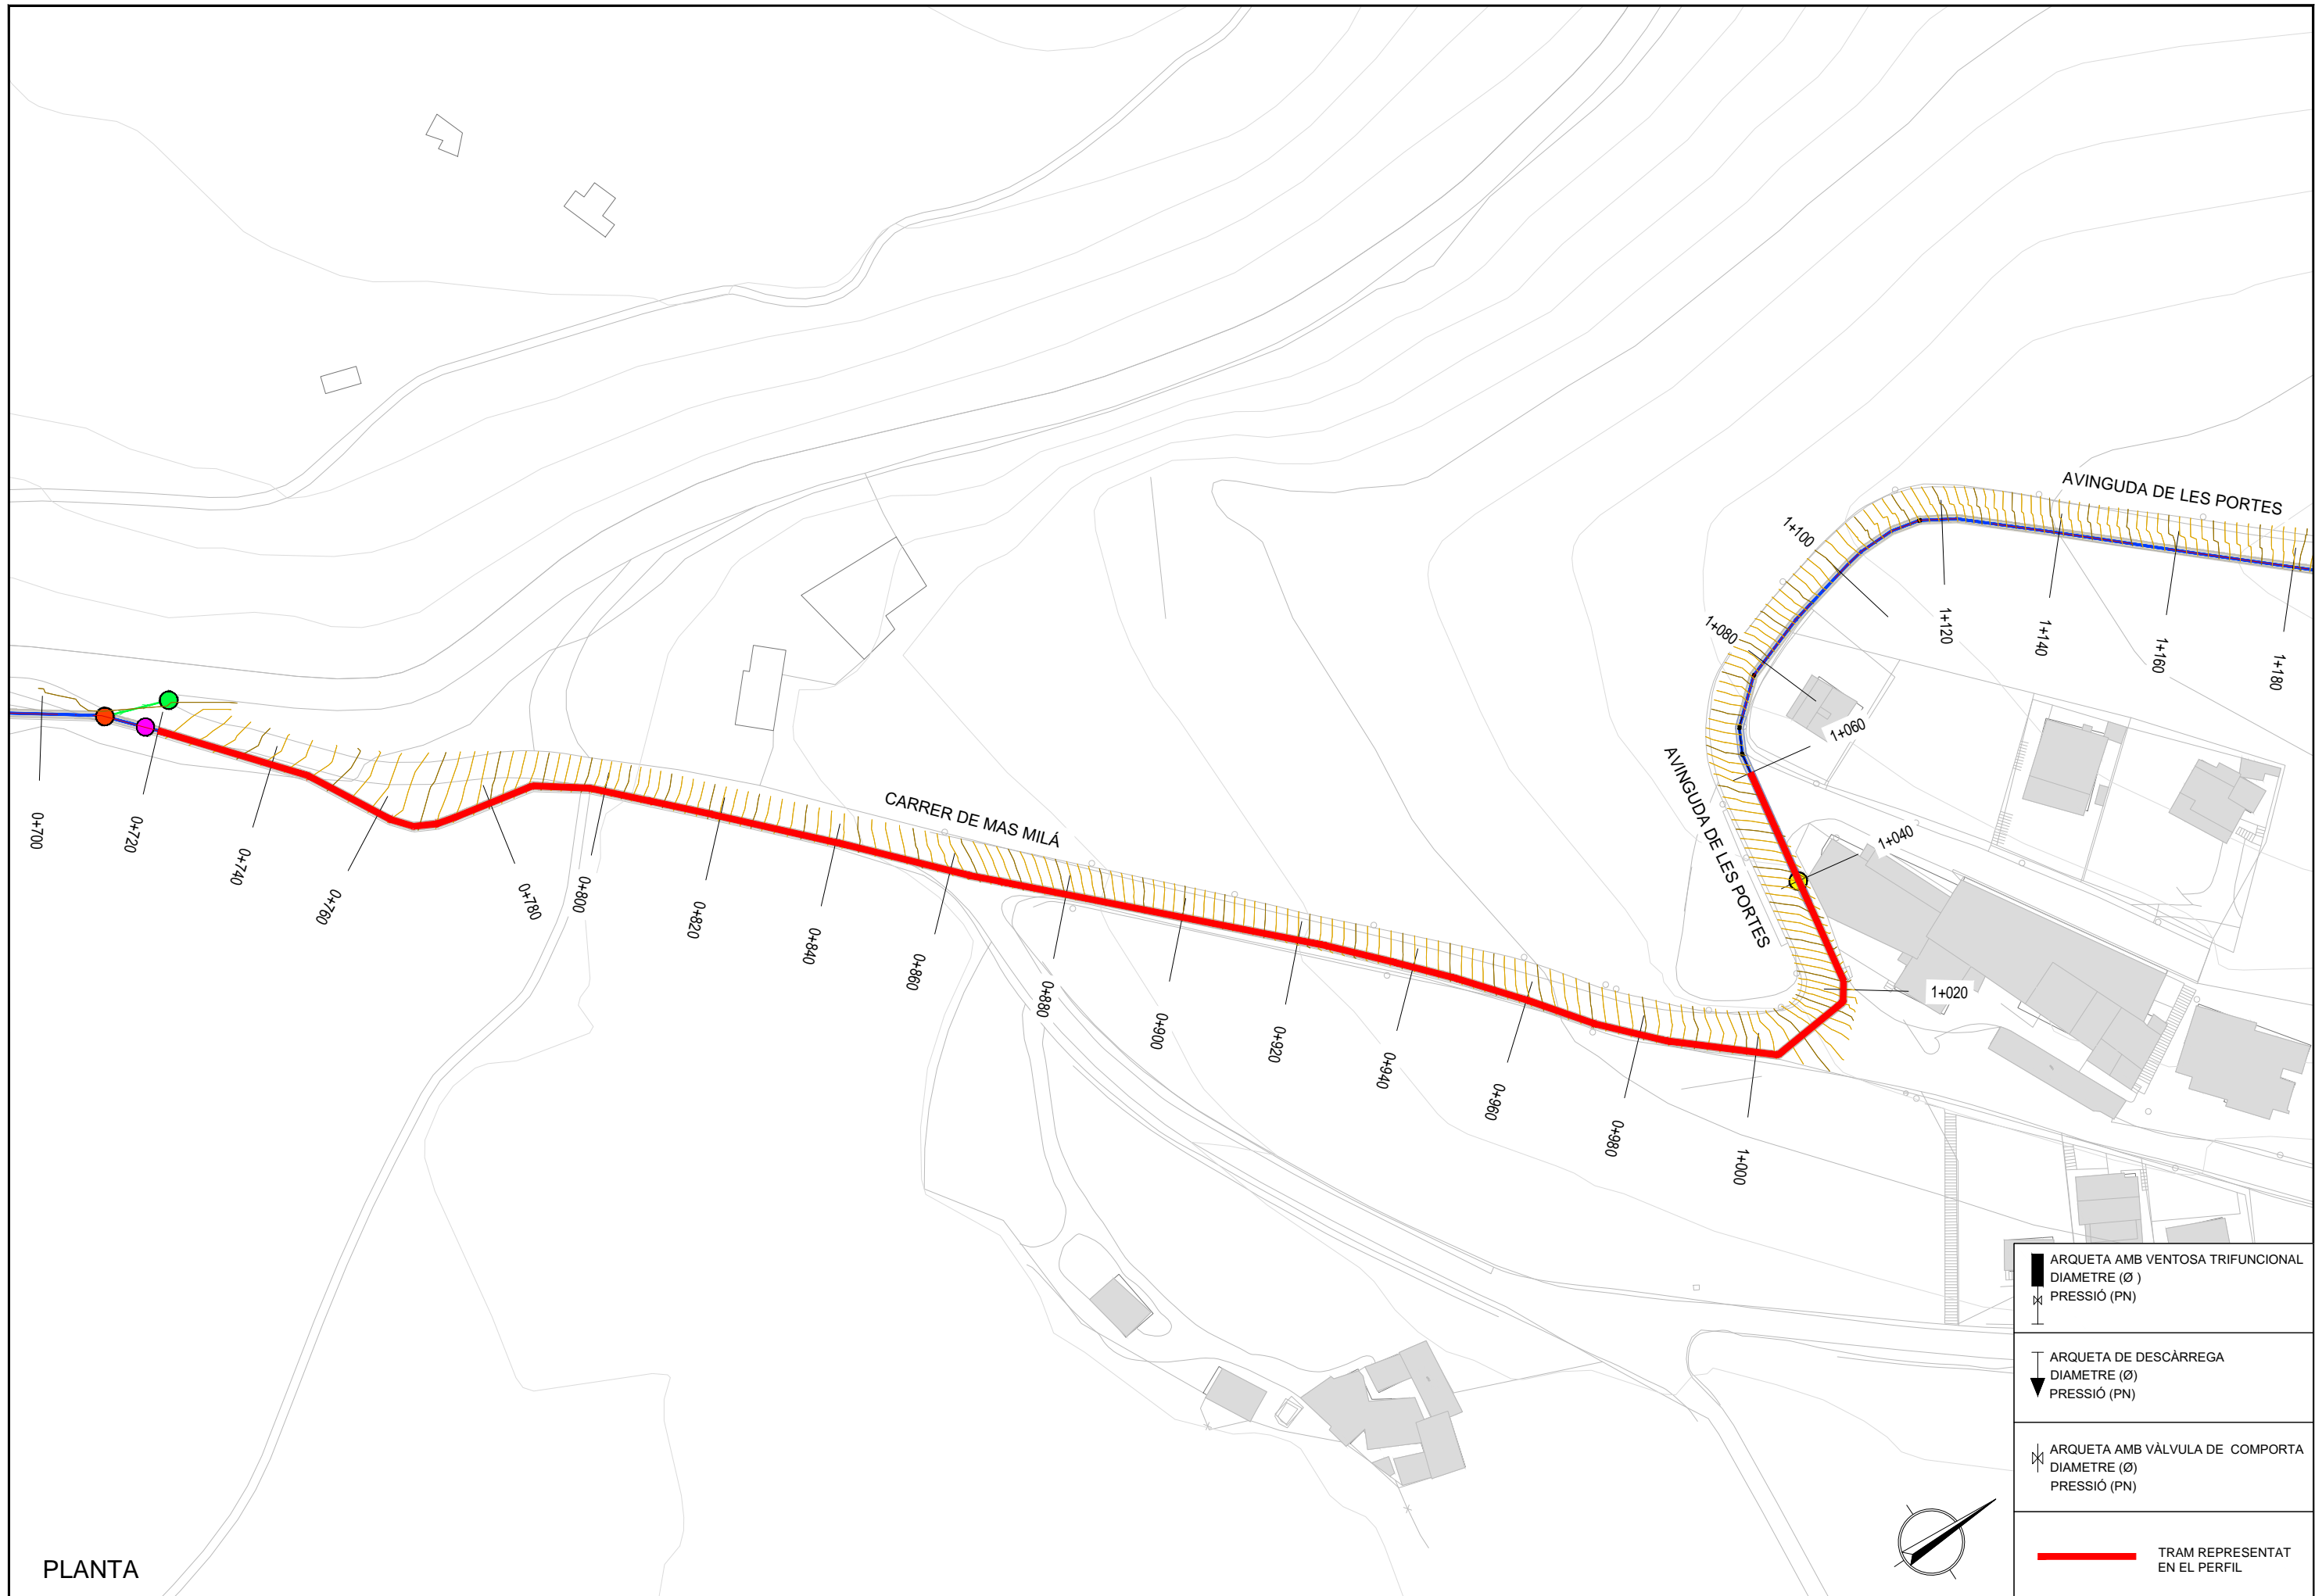 AVINGUDA DE LES PORTES
1+100
1+080
1+120
1+140
1+160
1+180
1+060
AVINGUDA DE LES PORTES
1+040
1+020
CARRER DE MAS MILÁ
0+700
0+720
0+740
0+760
0+780
0+800
0+820
0+840
0+860
0+880
0+900
0+920
0+940
0+960
0+980
1+000
ARQUETA AMB VENTOSA TRIFUNCIONAL
DIAMETRE (Ø )
PRESSIÓ (PN)
ARQUETA DE DESCÀRREGA
DIAMETRE (Ø)
PRESSIÓ (PN)
ARQUETA AMB VÀLVULA DE COMPORTA
DIAMETRE (Ø)
PRESSIÓ (PN)
TRAM REPRESENTAT
EN EL PERFIL
PLANTA